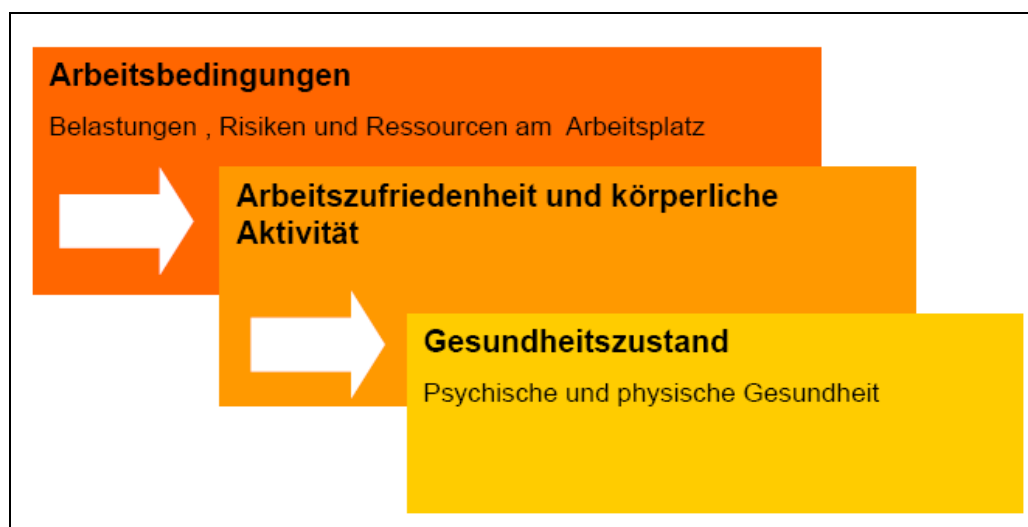 Arbeitsbedingungen
Belastungen , Risiken und Ressourcen am Arbeitsplatz
Arbeitszufriedenheit und körperliche
Aktivität
Gesundheitszustand
Psychische und physische Gesundheit